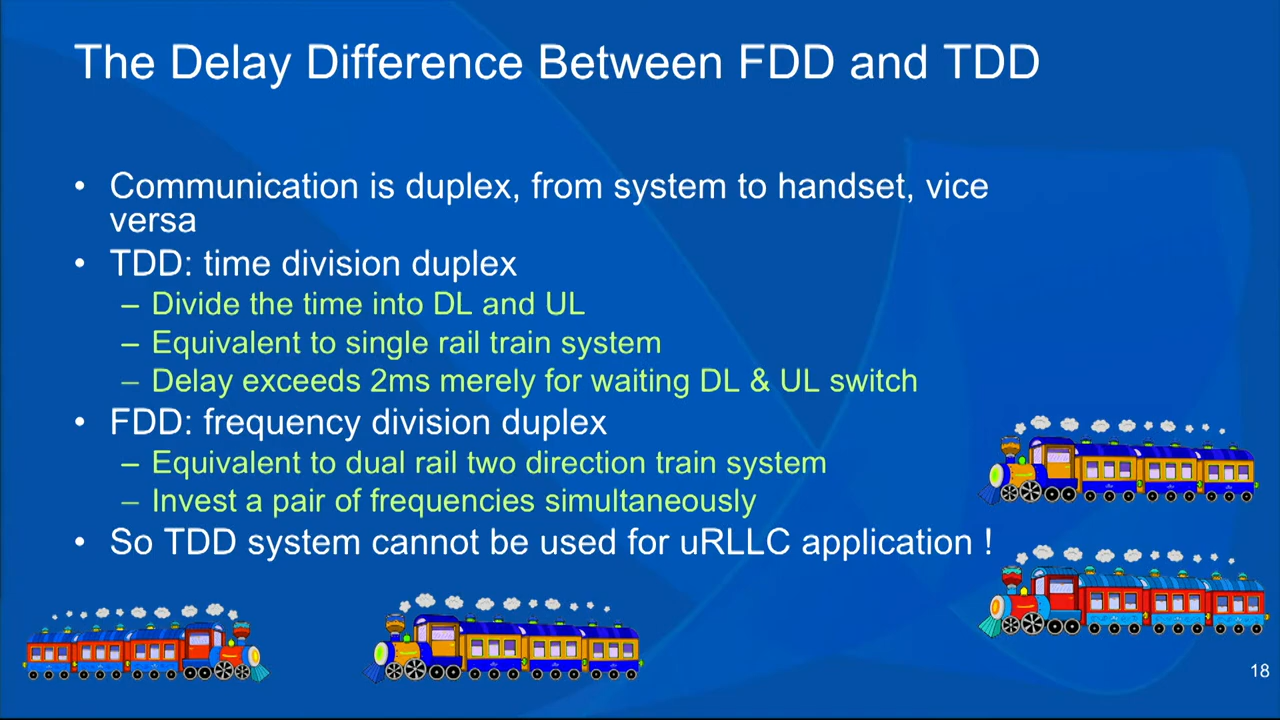 The Delay Difference Between FDD and TDD
• Communication is duplex, from system to handset, vice
versa
• TDD: time division duplex
– Divide the time into DL and UL
– Equivalent to single rail train system
– Delay exceeds 2ms merely for waiting DL & UL switch
• FDD: frequency division duplex
– Equivalent to dual rail two direction train system
– Invest a pair of frequencies simultaneously
• So TDD system cannot be used for uRLLC application !
18